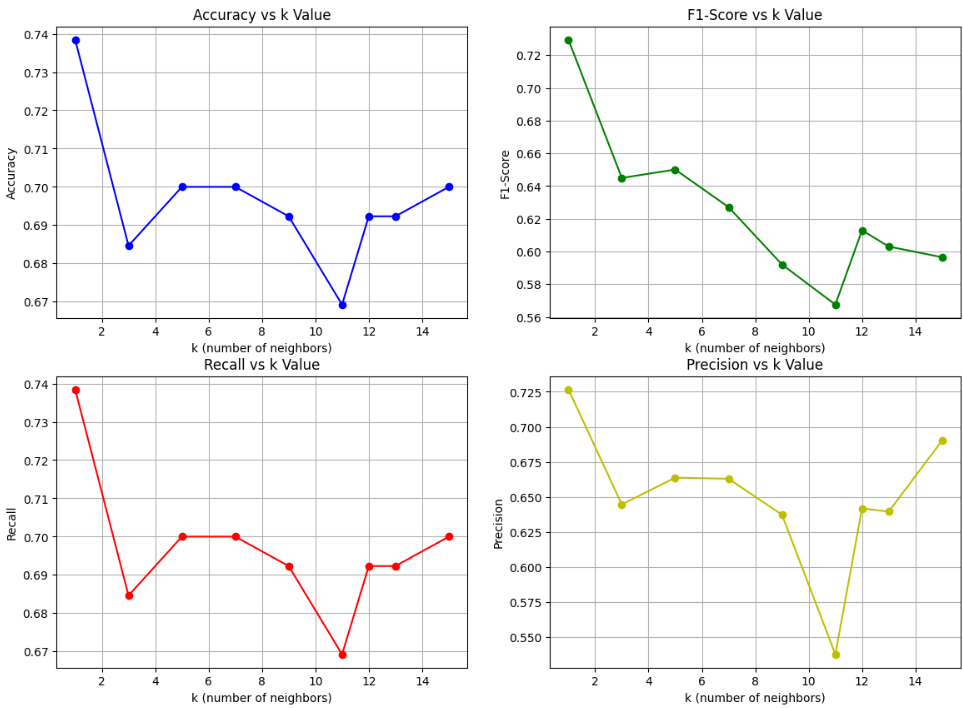 Accuracy vs k Value
0.74
0.73
0.72
0.71
0.70
0.69
0.68
0.67
Accuracy
2 4 6 8 10 12 14
k (number of neighbors)
F1-Score vs k Value
0.72
0.70
0.68
0.66
0.64
0.62
0.60
0.58
0.56
F1-Score
2 4 6 8 10 12 14
k (number of neighbors)
Recall vs k Value
0.74
0.73
0.72
0.71
0.70
0.69
0.68
0.67
Recall
2 4 6 8 10 12 14
k (number of neighbors)
Precision vs k Value
0.725
0.700
0.675
0.650
0.625
0.600
0.575
0.550
Precision
2 4 6 8 10 12 14
k (number of neighbors)